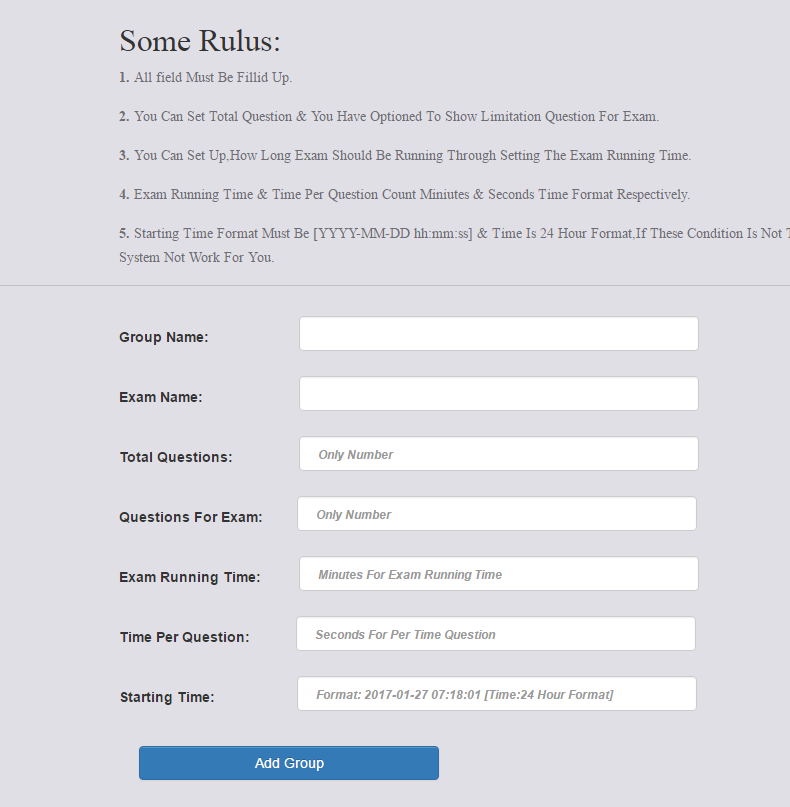 Some Rulus:
1. All field Must Be Fillid Up.
2. You Can Set Total Question & You Have Optioned To Show Limitation Question For Exam.
3. You Can Set Up,How Long Exam Should Be Running Through Setting The Exam Running Time.
4. Exam Running Time & Time Per Question Count Miniutes & Seconds Time Format Respectively.
5. Starting Time Format Must Be [YYYY-MM-DD hh:mm:ss] & Time Is 24 Hour Format,If These Condition Is Not
System Not Work For You.
Group Name:
Exam Name:
Total Questions: Only Number
Questions For Exam: Only Number
Exam Running Time: Minutes For Exam Running Time
Time Per Question: Seconds For Per Time Question
Starting Time: Format: 2017-01-27 07:18:01 [Time:24 Hour Format]
Add Group